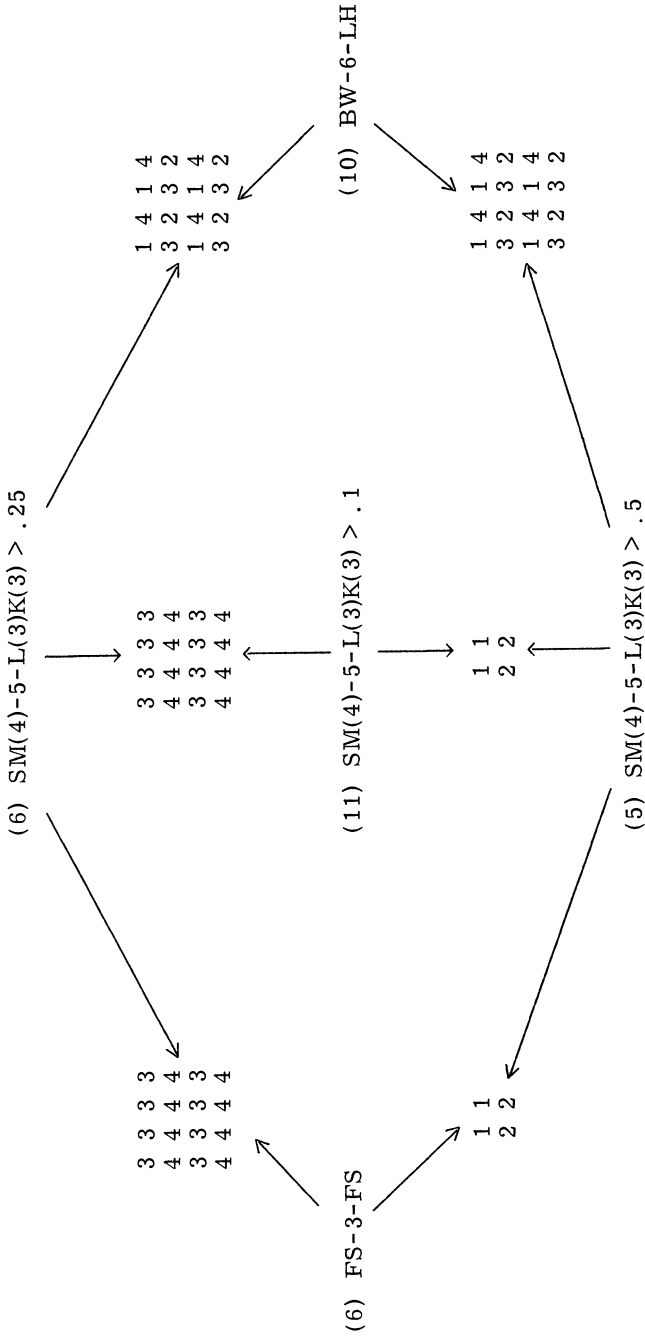 (6) SM(4)-5-L(3)K(3) > .25
3 3 3 3
4 4 4 4
3 3 3 3
4 4 4 4
3 3 3 3
4 4 4 4
3 3 3 3
4 4 4 4
1 4 1 4
3 2 3 2
1 4 1 4
3 2 3 2
(6) FS-3-FS
(11) SM(4)-5-L(3)K(3) > .1
(10) BW-6-LH
1 1
2 2
1 1
2 2
1 4 1 4
3 2 3 2
1 4 1 4
3 2 3 2
(5) SM(4)-5-L(3)K(3) > .5